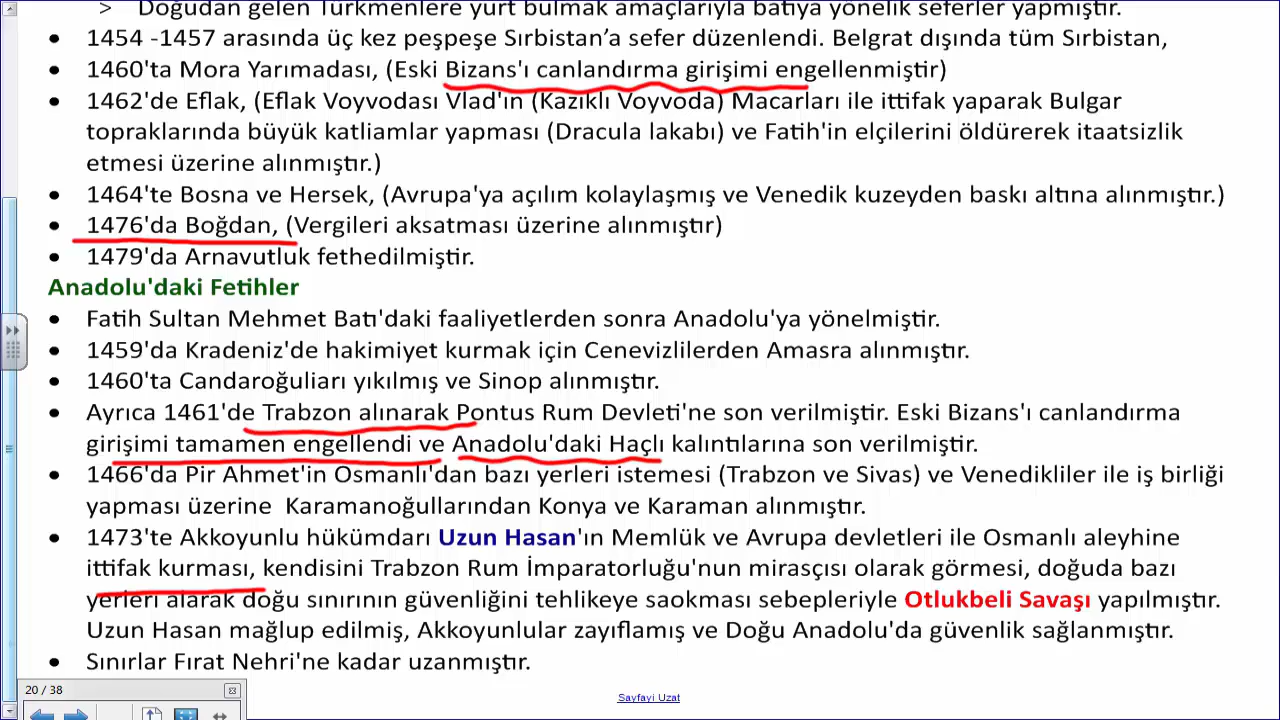 > Doğudan gelen Türkmenlere yurt bulmak amaçlarıyla batıya yönelik seferler yapmıştır.
• 1454 -1457 arasında üç kez peşpeşe Sırbistan’a sefer düzenlendi. Belgrat dışında tüm Sırbistan,
• 1460'ta Mora Yarımadası, (Eski Bizans'ı canlandırma girişimi engellenmiştir)
• 1462'de Eflak, (Eflak Voyvodası Vlad'ın (Kazıklı Voyvoda) Macarları ile ittifak yaparak Bulgar
topraklarında büyük katliamlar yapması (Dracula lakabı) ve Fatih'in elçilerini öldürerek itaatsizlik
etmesi üzerine alınmıştır.)
• 1464'te Bosna ve Hersek, (Avrupa'ya açılım kolaylaşmış ve Venedik kuzeyden baskı altına alınmıştır.)
• 1476'da Boğdan, (Vergileri aksatması üzerine alınmıştır)
• 1479'da Arnavutluk fethedilmiştir.
Anadolu'daki Fetihler
• Fatih Sultan Mehmet Batı'daki faaliyetlerden sonra Anadolu'ya yönelmiştir.
• 1459'da Kradeniz'de hakimiyet kurmak için Cenevizlilerden Amasra alınmıştır.
• 1460'ta Candaroğuliarı yıkılmış ve Sinop alınmıştır.
• Ayrıca 1461'de Trabzon alınarak Pontus Rum Devleti'ne son verilmiştir. Eski Bizans'ı canlandırma
girişimi tamamen engellendi ve Anadolu'daki Haçlı kalıntılarına son verilmiştir.
• 1466'da Pir Ahmet'in Osmanlı'dan bazı yerleri istemesi (Trabzon ve Sivas) ve Venedikliler ile iş birliği
yapması üzerine Karamanoğullarından Konya ve Karaman alınmıştır.
• 1473'te Akkoyunlu hükümdarı Uzun Hasan'ın Memlük ve Avrupa devletleri ile Osmanlı aleyhine
ittifak kurması, kendisini Trabzon Rum İmparatorluğu'nun mirasçısı olarak görmesi, doğuda bazı
yerleri alarak doğu sınırının güvenliğini tehlikeye saokması sebepleriyle Otlukbeli Savaşı yapılmıştır.
Uzun Hasan mağlup edilmiş, Akkoyunlular zayıflamış ve Doğu Anadolu'da güvenlik sağlanmıştır.
• Sınırlar Fırat Nehri'ne kadar uzanmıştır.
20 / 38
Sayfayi Uzat